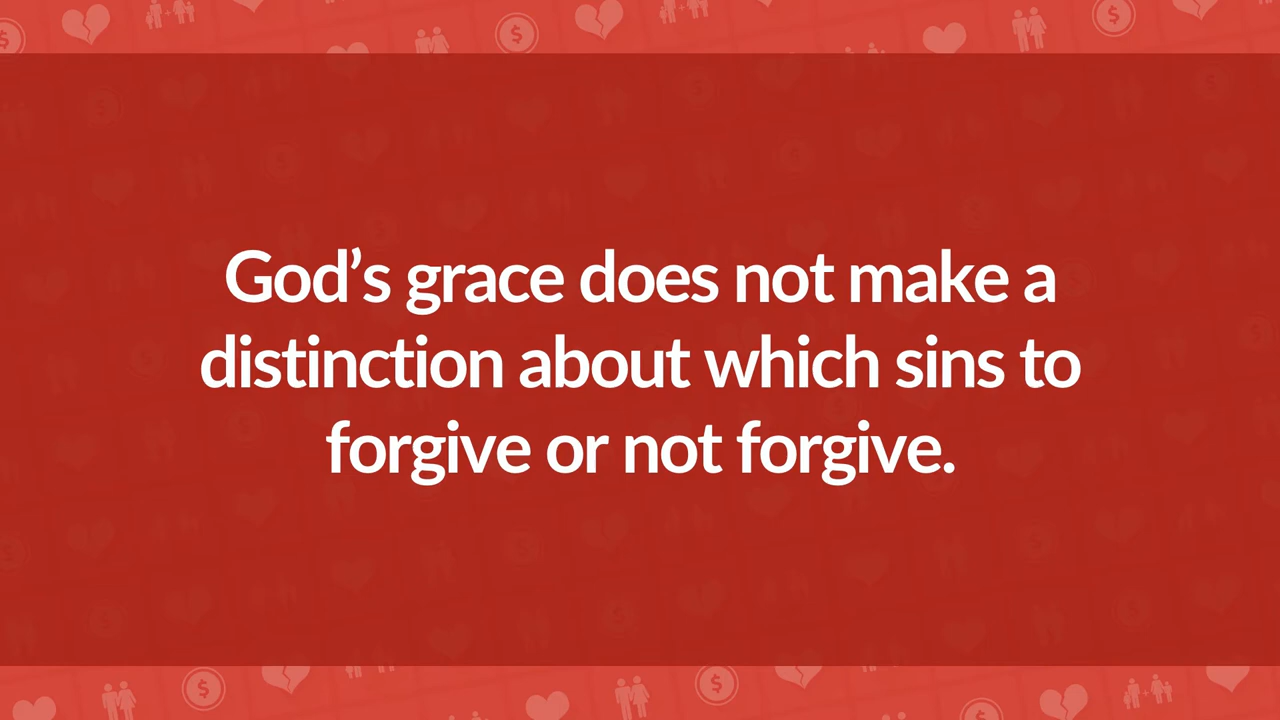 God’s grace does not make a
distinction about which sins to
forgive or not forgive.